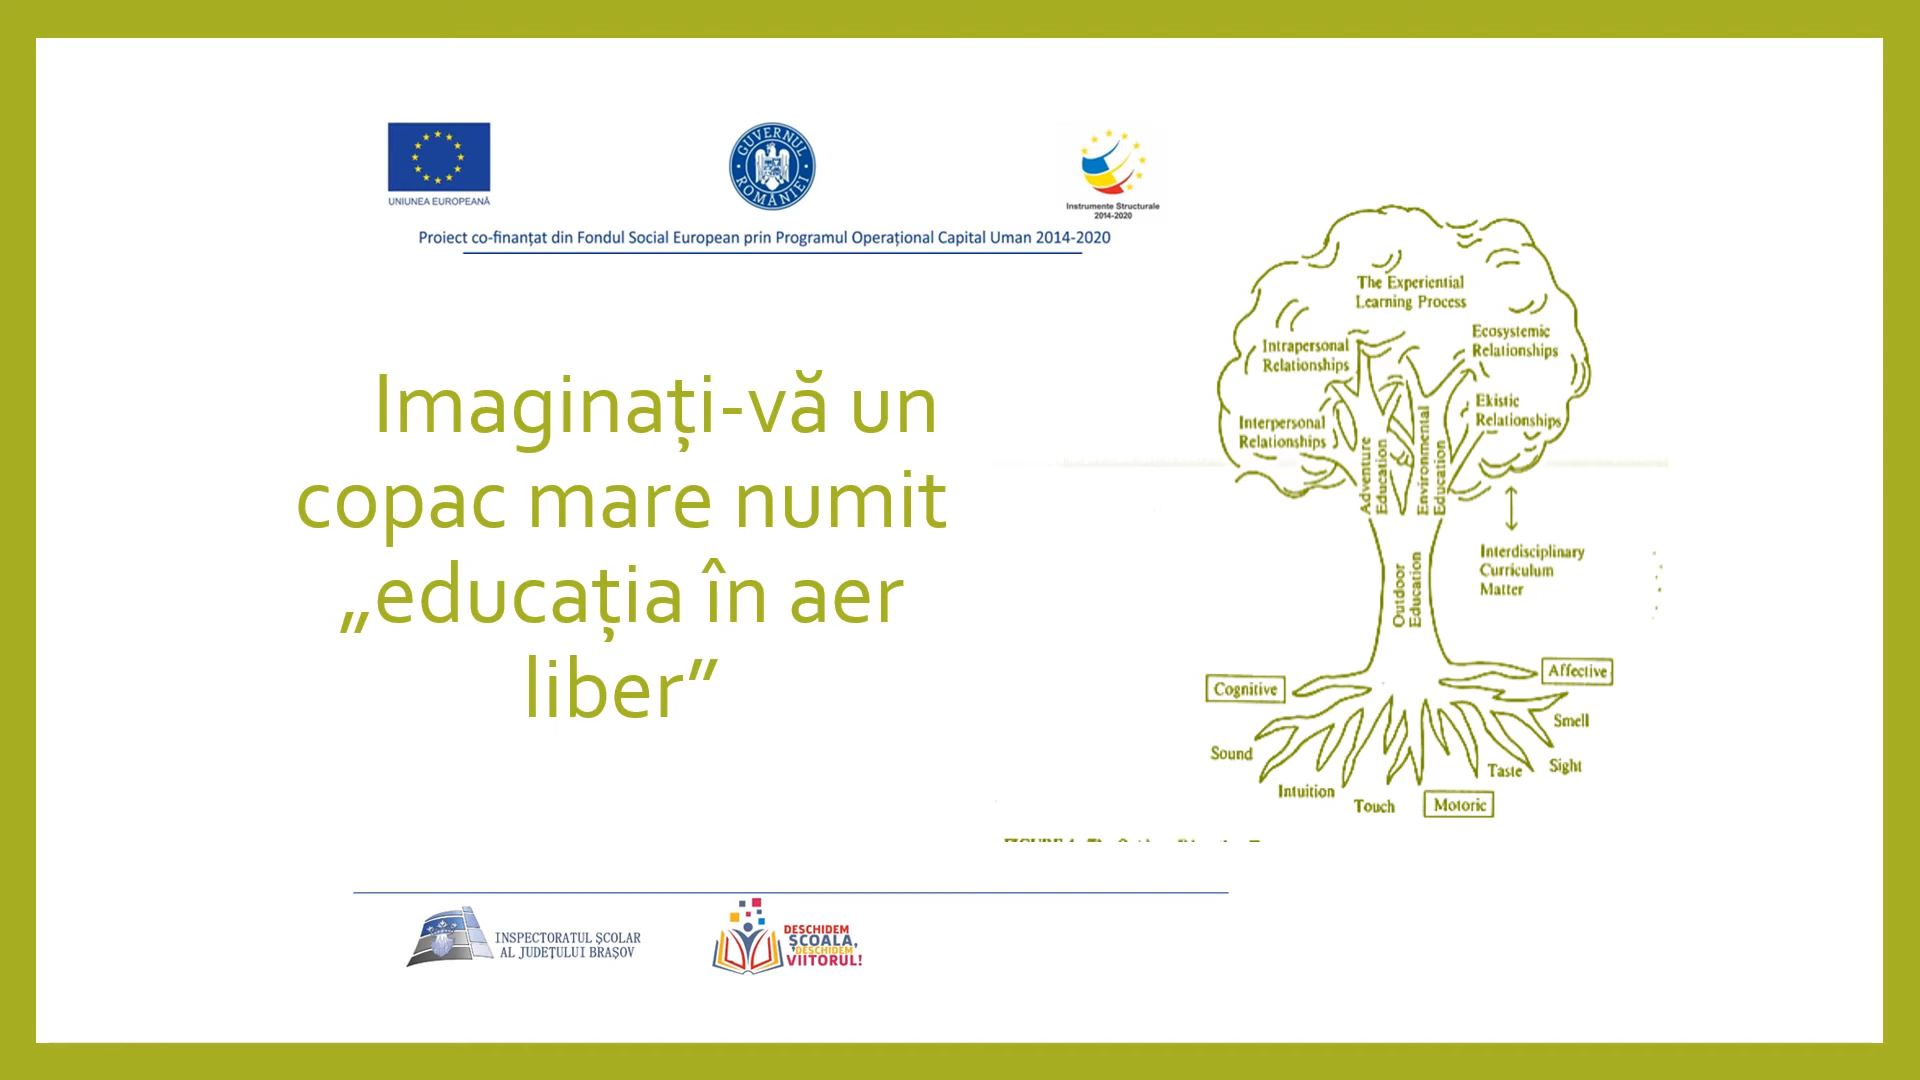 UNIUNEA EUROPEANĂ
GUVERNUL ROMÂNIEI
Instrumente Structurale
2014-2020
Proiect co-finanțat din Fondul Social European prin Programul Operațional Capital Uman 2014-2020
Imaginați-vă un
copac mare numit
„educația în aer
liber”
The Experiential
Learning Process
Intrapersonal
Relationships
Ecosystemic
Relationships
Interpersonal
Relationships
Ekistic
Relationships
Adventure
Education
Environmental
Education
Outdoor
Education
Interdisciplinary
Curriculum
Matter
Cognitive
Affective
Sound
Intuition
Touch
Motoric
Taste
Sight
Smell
INSPECTORATUL ŞCOLAR
AL JUDEŢULUI BRAŞOV
DESCHIDEM
ȘCOALA,
DESCHIDEM
VIITORUL!